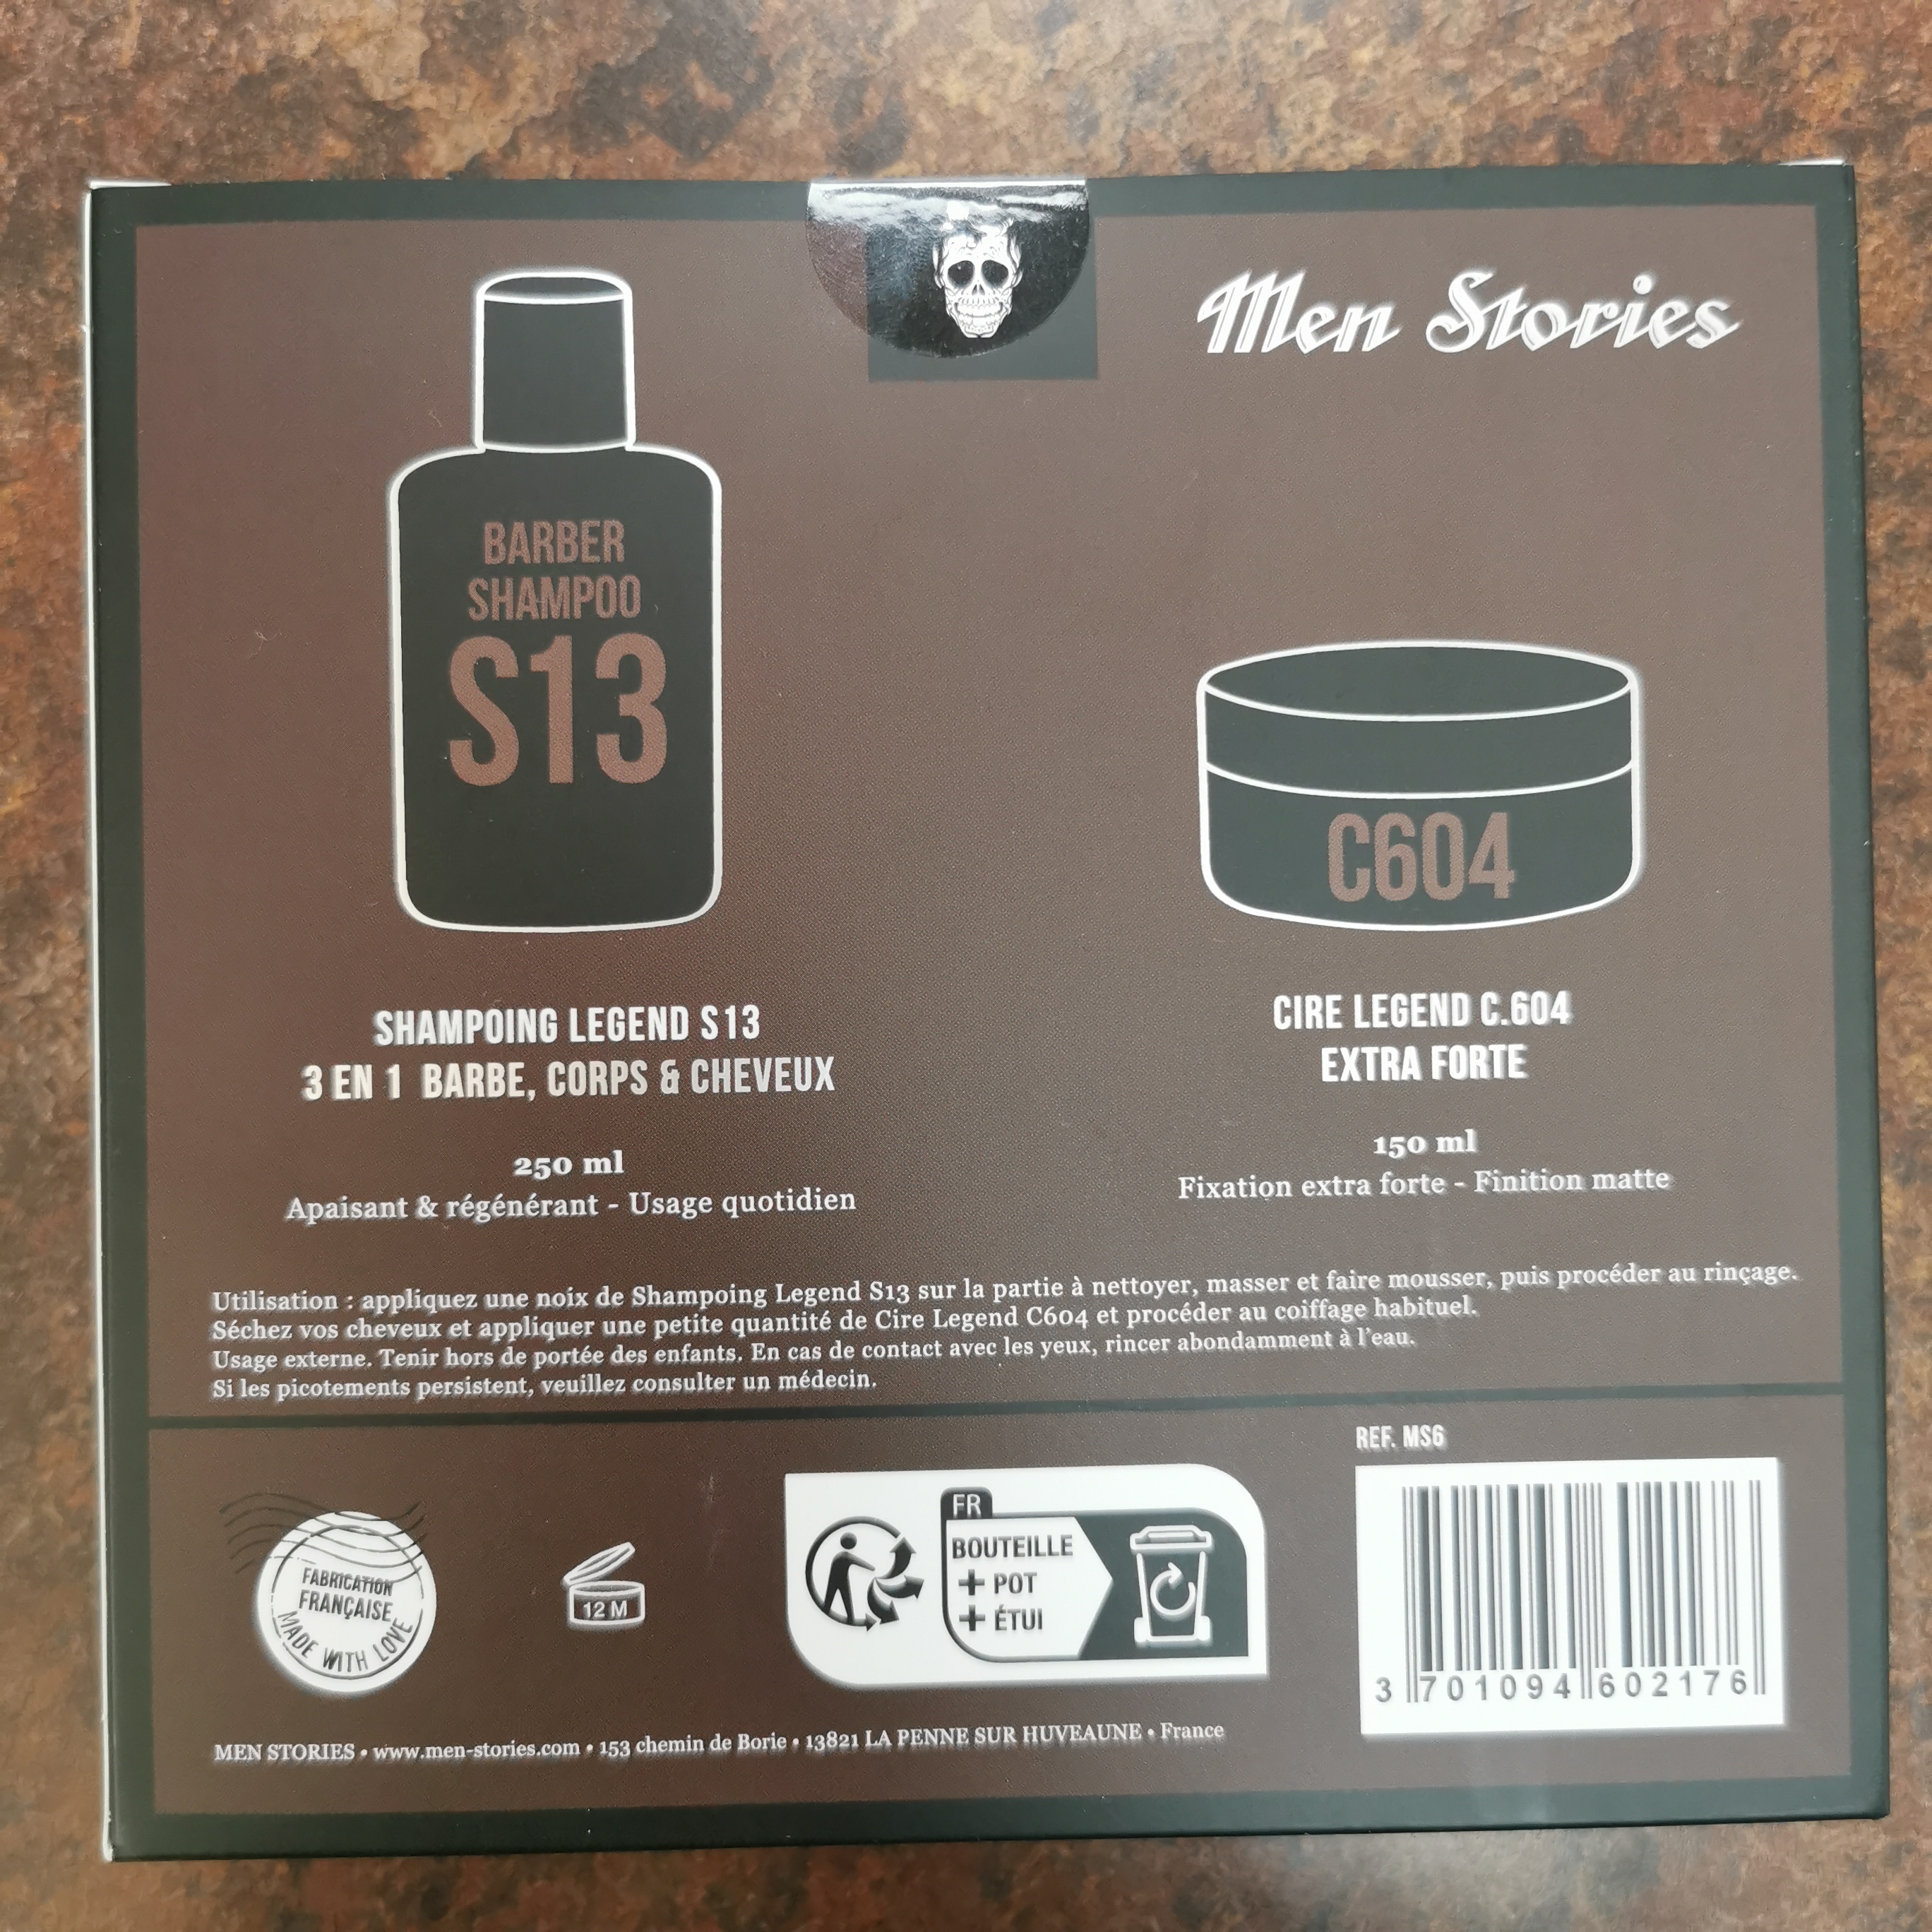 Men Stories
BARBER
SHAMPOO
S13
C604
SHAMPOING LEGEND S13
3 EN 1 BARBE, CORPS & CHEVEUX
250 ml
Apaisant & régénérant - Usage quotidien
CIRE LEGEND C.604
EXTRA FORTE
150 ml
Fixation extra forte - Finition matte
Utilisation : appliquez une noix de Shampoing Legend S13 sur la partie à nettoyer, masser et faire mousser, puis procéder au rinçage.
Séchez vos cheveux et appliquer une petite quantité de Cire Legend C604 et procéder au coiffage habituel.
Usage externe. Tenir hors de portée des enfants. En cas de contact avec les yeux, rincer abondamment à l'eau.
Si les picotements persistent, veuillez consulter un médecin.
FABRICATION
FRANÇAISE
MADE WITH LOVE
12 M
FR
BOUTEILLE
+ POT
+ ÉTUI
REF. MS6
3 701094 602176
MEN STORIES • www.men-stories.com • 153 chemin de Borie • 13821 LA PENNE SUR HUVEAUNE • France